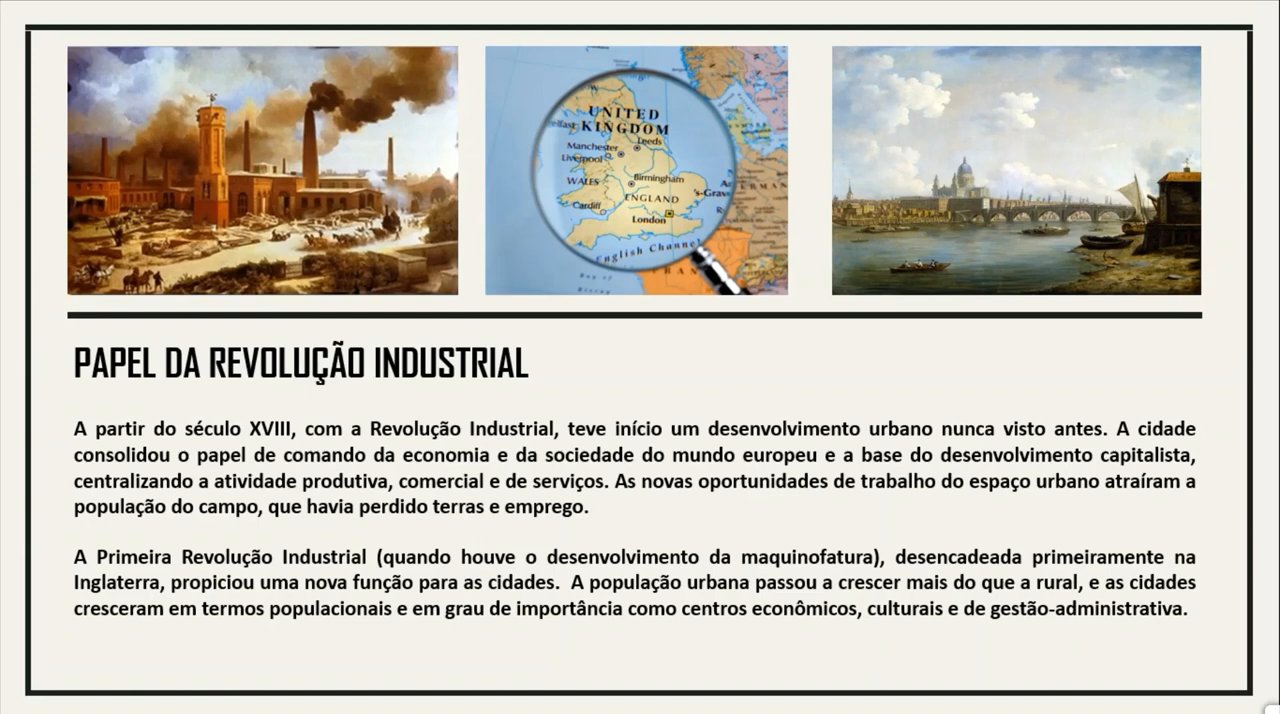 UNITED
KINGDOM
Leeds
Manchester
Liverpool
WALES
Birmingham
ENGLAND
Cardiff
London
English Channel
PAPEL DA REVOLUÇÃO INDUSTRIAL
A partir do século XVIII, com a Revolução Industrial, teve início um desenvolvimento urbano nunca visto antes. A cidade
consolidou o papel de comando da economia e da sociedade do mundo europeu e a base do desenvolvimento capitalista,
centralizando a atividade produtiva, comercial e de serviços. As novas oportunidades de trabalho do espaço urbano atraíram a
população do campo, que havia perdido terras e emprego.
A Primeira Revolução Industrial (quando houve o desenvolvimento da maquinofatura), desencadeada primeiramente na
Inglaterra, propiciou uma nova função para as cidades. A população urbana passou a crescer mais do que a rural, e as cidades
cresceram em termos populacionais e em grau de importância como centros econômicos, culturais e de gestão-administrativa.